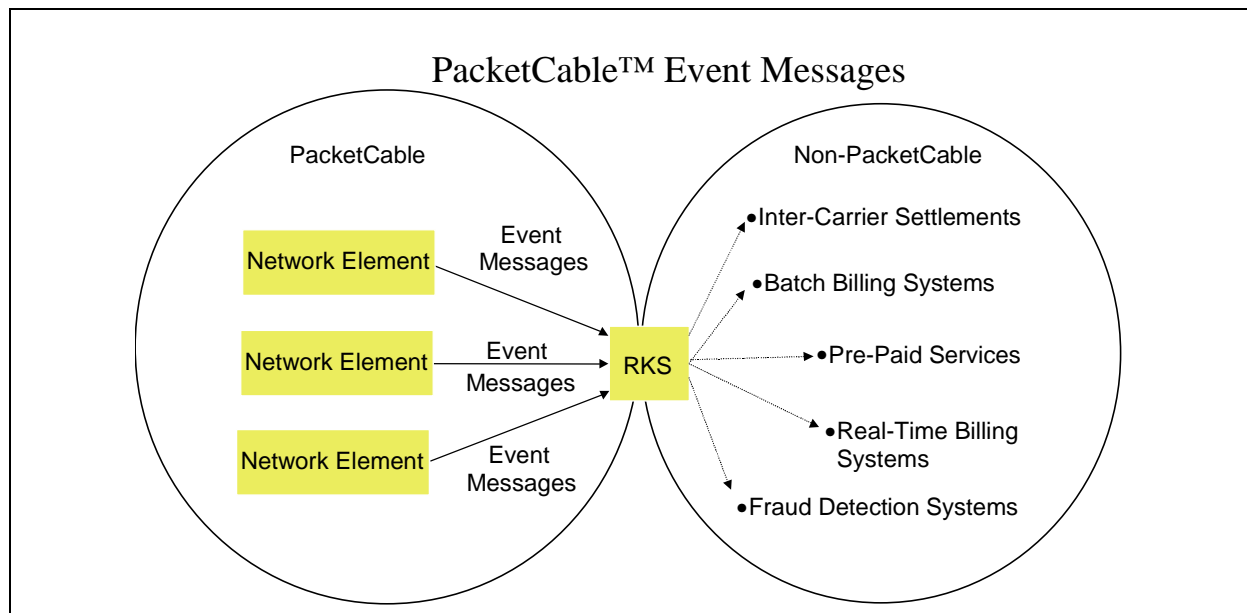 PacketCable™ Event Messages
PacketCable
Non-PacketCable
Network Element
Event
Messages
Network Element
Event
Messages
Network Element
Event
Messages
RKS
●Inter-Carrier Settlements
●Batch Billing Systems
●Pre-Paid Services
●Real-Time Billing
Systems
●Fraud Detection Systems